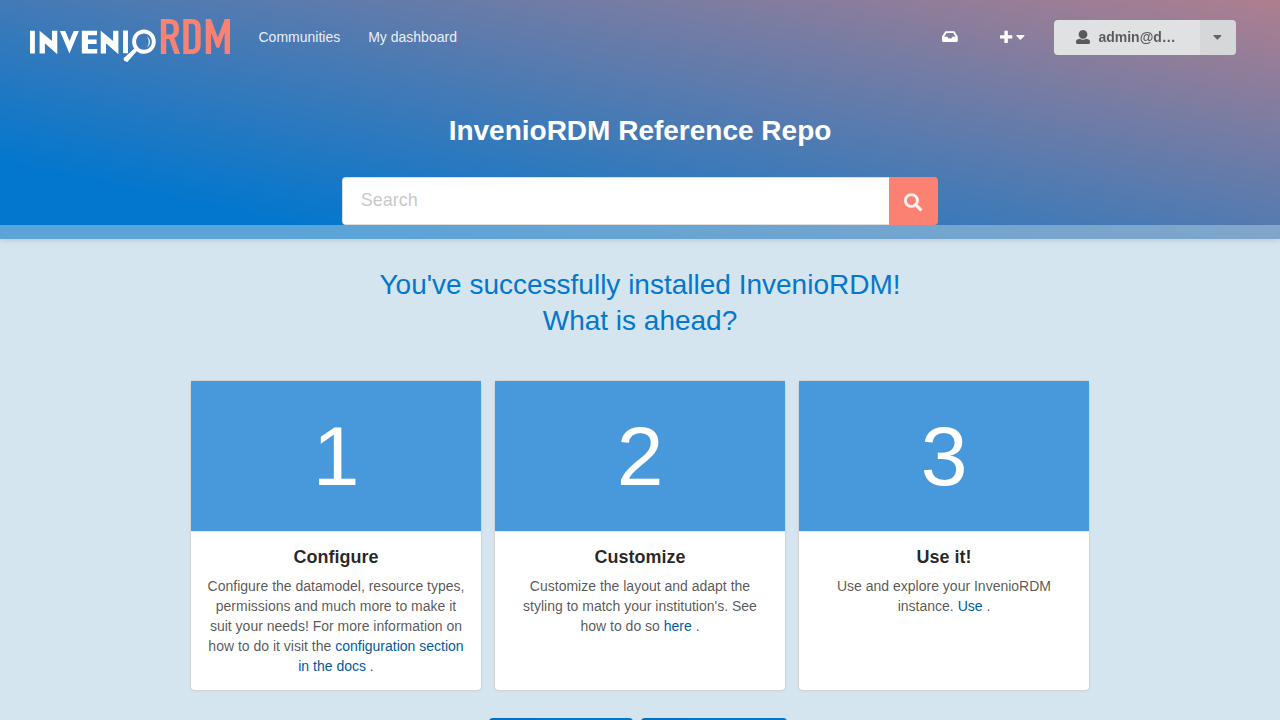 INVENIORDM
Communities
My dashboard
admin@d...
InvenioRDM Reference Repo
Search
You've successfully installed InvenioRDM!
What is ahead?
1
Configure
Configure the datamodel, resource types,
permissions and much more to make it
suit your needs! For more information on
how to do it visit the configuration section
in the docs .
2
Customize
Customize the layout and adapt the
styling to match your institution's. See
how to do so here .
3
Use it!
Use and explore your InvenioRDM
instance. Use .